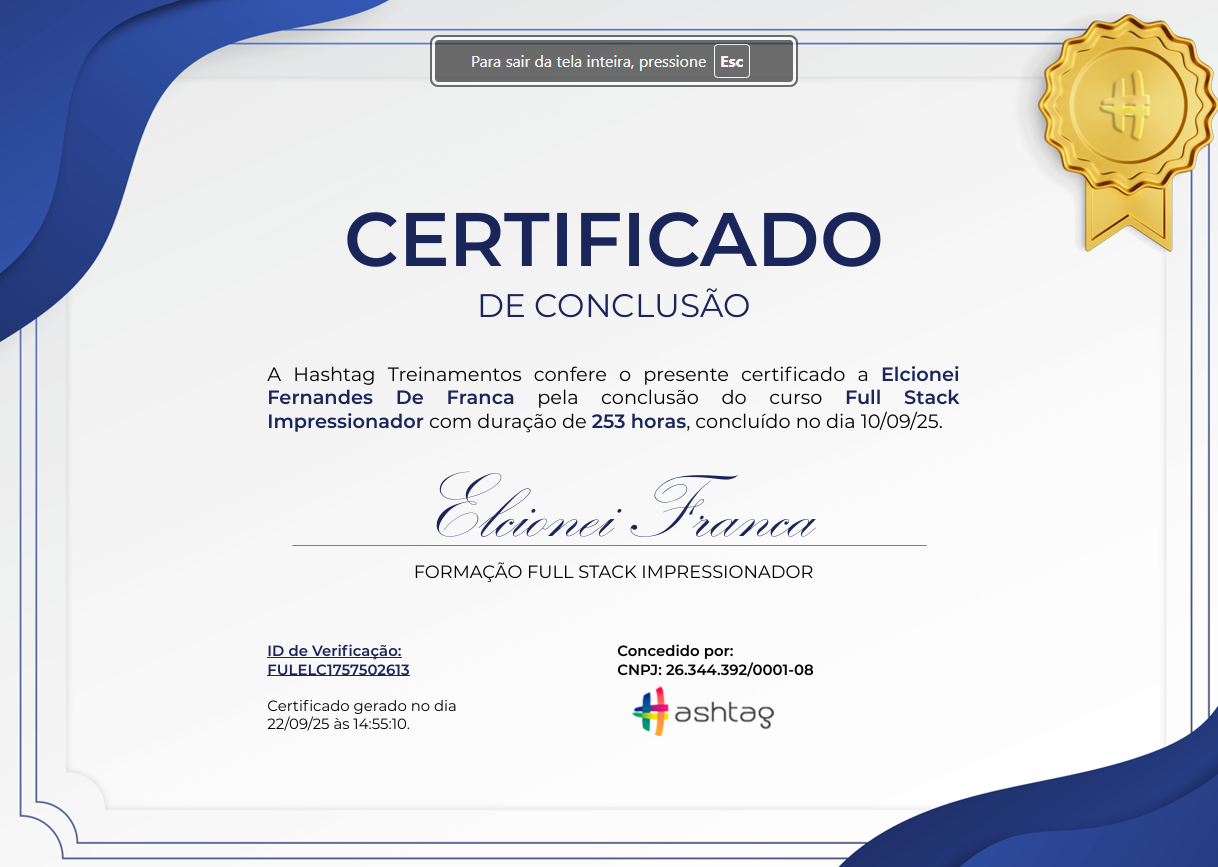 Para sair da tela inteira, pressione Esc
CERTIFICADO
DE CONCLUSÃO
A Hashtag Treinamentos confere o presente certificado a Elcionei
Fernandes De Franca pela conclusão do curso Full Stack
Impressionador com duração de 253 horas, concluído no dia 10/09/25.
Elcionei Franca
FORMAÇÃO FULL STACK IMPRESSIONADOR
ID de Verificação:
FULELC1757502613
Certificado gerado no dia
22/09/25 às 14:55:10.
Concedido por:
CNPJ: 26.344.392/0001-08
ashtag